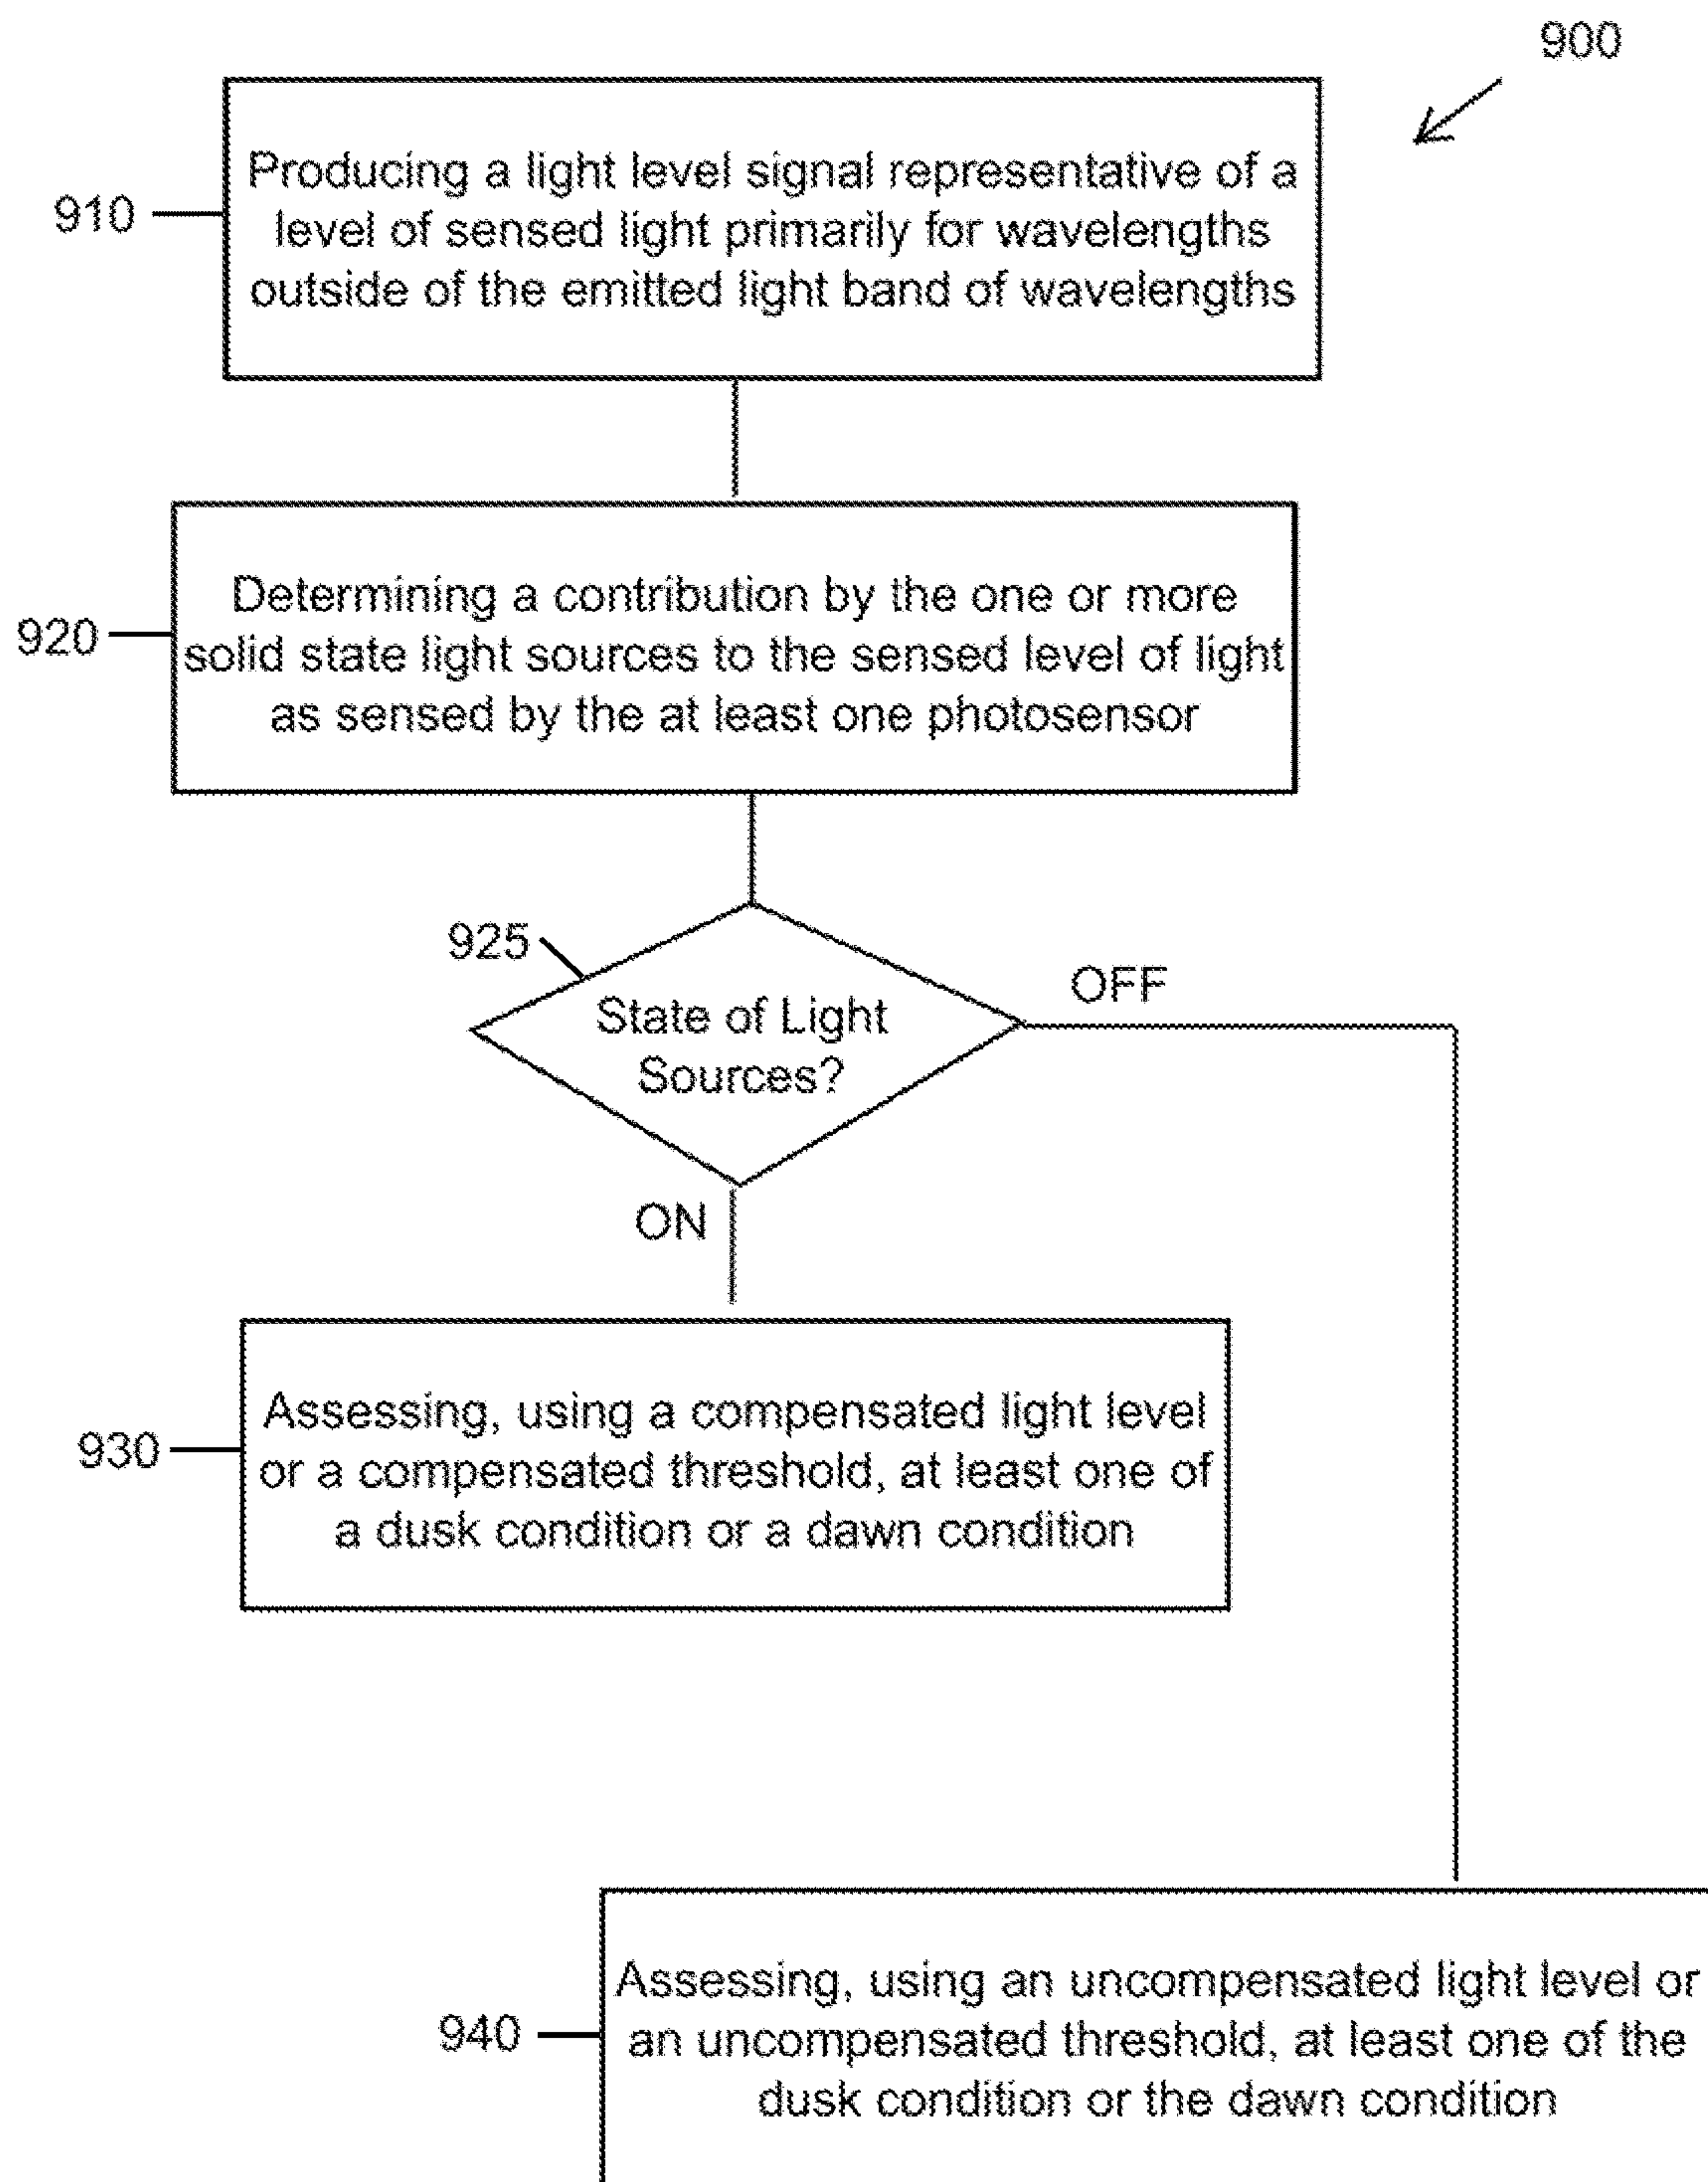 900
910
Producing a light level signal representative of a
level of sensed light primarily for wavelengths
outside of the emitted light band of wavelengths
920
Determining a contribution by the one or more
solid state light sources to the sensed level of light
as sensed by the at least one photosensor
925
State of Light
Sources?
OFF
ON
930
Assessing, using a compensated light level
or a compensated threshold, at least one of
a dusk condition or a dawn condition
940
Assessing, using an uncompensated light level or
an uncompensated threshold, at least one of the
dusk condition or the dawn condition